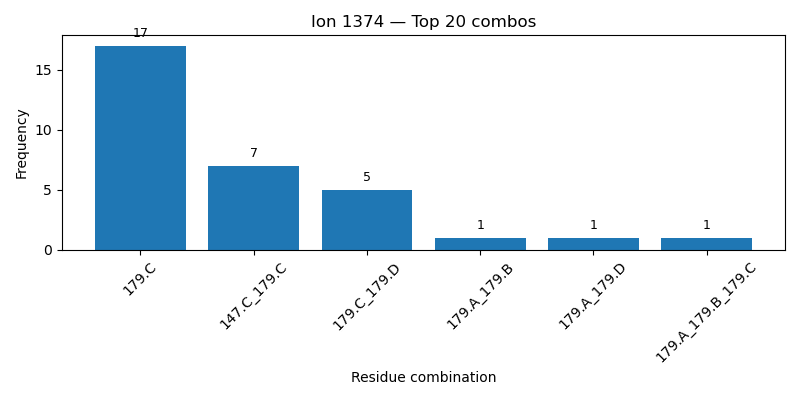 Ion 1374 — Top 20 combos
17
7
5
1
1
1
15
10
5
0
Frequency
179.C
147.C_179.C
179.C_179.D
179.A_179.B
179.A_179.D
179.A_179.B_179.C
Residue combination